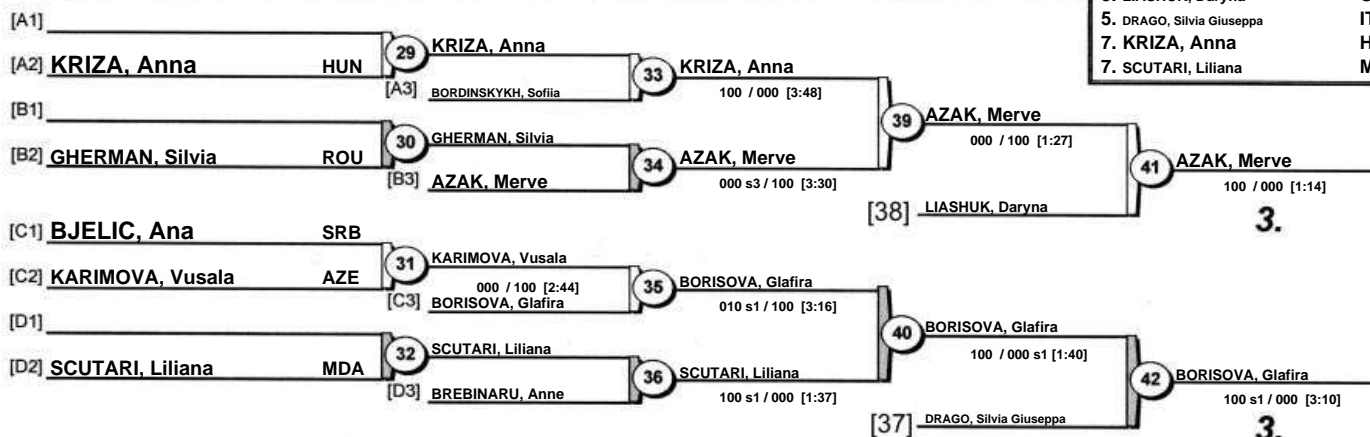 5. DRAGO, Silvia Giuseppa
7. KRIZA, Anna
7. SCUTARI, Liliana
[A1]
[A2] KRIZA, Anna HUN
29
KRIZA, Anna
[A3] BORDINSKYKH, Sofiia
33
KRIZA, Anna
100 / 000 [3:48]
[B1]
[B2] GHERMAN, Silvia ROU
30
GHERMAN, Silvia
[B3] AZAK, Merve
34
AZAK, Merve
000 s3 / 100 [3:30]
39
AZAK, Merve
000 / 100 [1:27]
[38] LIASHUK, Daryna
41
AZAK, Merve
100 / 000 [1:14]
3.
[C1] BJELIC, Ana SRB
[C2] KARIMOVA, Vusala AZE
31
KARIMOVA, Vusala
000 / 100 [2:44]
[C3] BORISOVA, Glafira
35
BORISOVA, Glafira
010 s1 / 100 [3:16]
[D1]
[D2] SCUTARI, Liliana MDA
32
SCUTARI, Liliana
[D3] BREBINARU, Anne
36
SCUTARI, Liliana
100 s1 / 000 [1:37]
40
BORISOVA, Glafira
100 / 000 s1 [1:40]
[37] DRAGO, Silvia Giuseppa
42
BORISOVA, Glafira
100 s1 / 000 [3:10]
3.